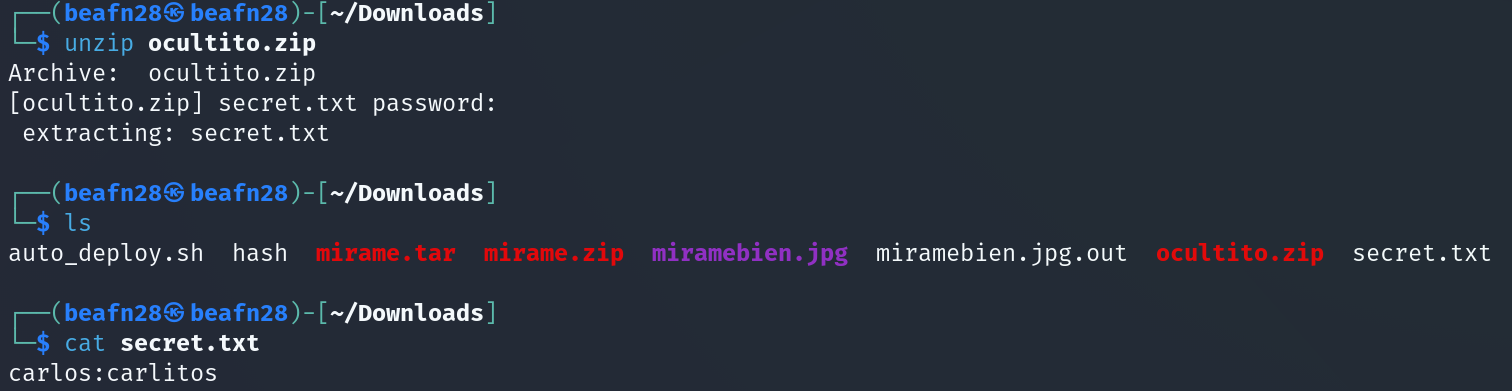 ┌──(beafn28㉿beafn28)-[~/Downloads]
└─$ unzip ocultito.zip
Archive:  ocultito.zip
[ocultito.zip] secret.txt password:
 extracting: secret.txt
┌──(beafn28㉿beafn28)-[~/Downloads]
└─$ ls
auto_deploy.sh  hash  mirame.tar  mirame.zip  miramebien.jpg  miramebien.jpg.out  ocultito.zip  secret.txt
┌──(beafn28㉿beafn28)-[~/Downloads]
└─$ cat secret.txt
carlos:carlitos